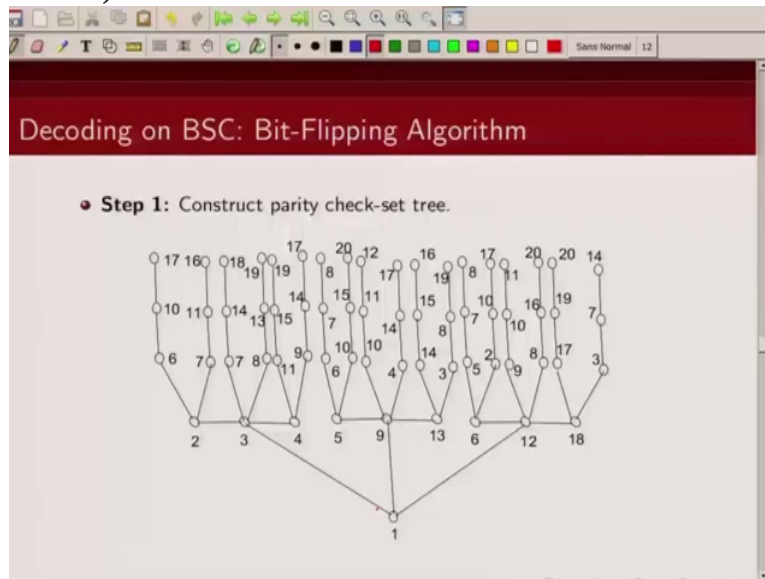 T
Sans Normal 12
Decoding on BSC: Bit-Flipping Algorithm
Step 1: Construct parity check-set tree.
17 16 18 19 19 17 8 20 12 17 16 19 8 17 11 20 20 14
10 11 14 13 15 14 7 15 11 14 15 8 7 10 10 16 19 7
6 7 7 8 11 9 6 10 10 4 14 3 5 2 9 8 17 3
2 3 4 5 9 13 6 12 18
1